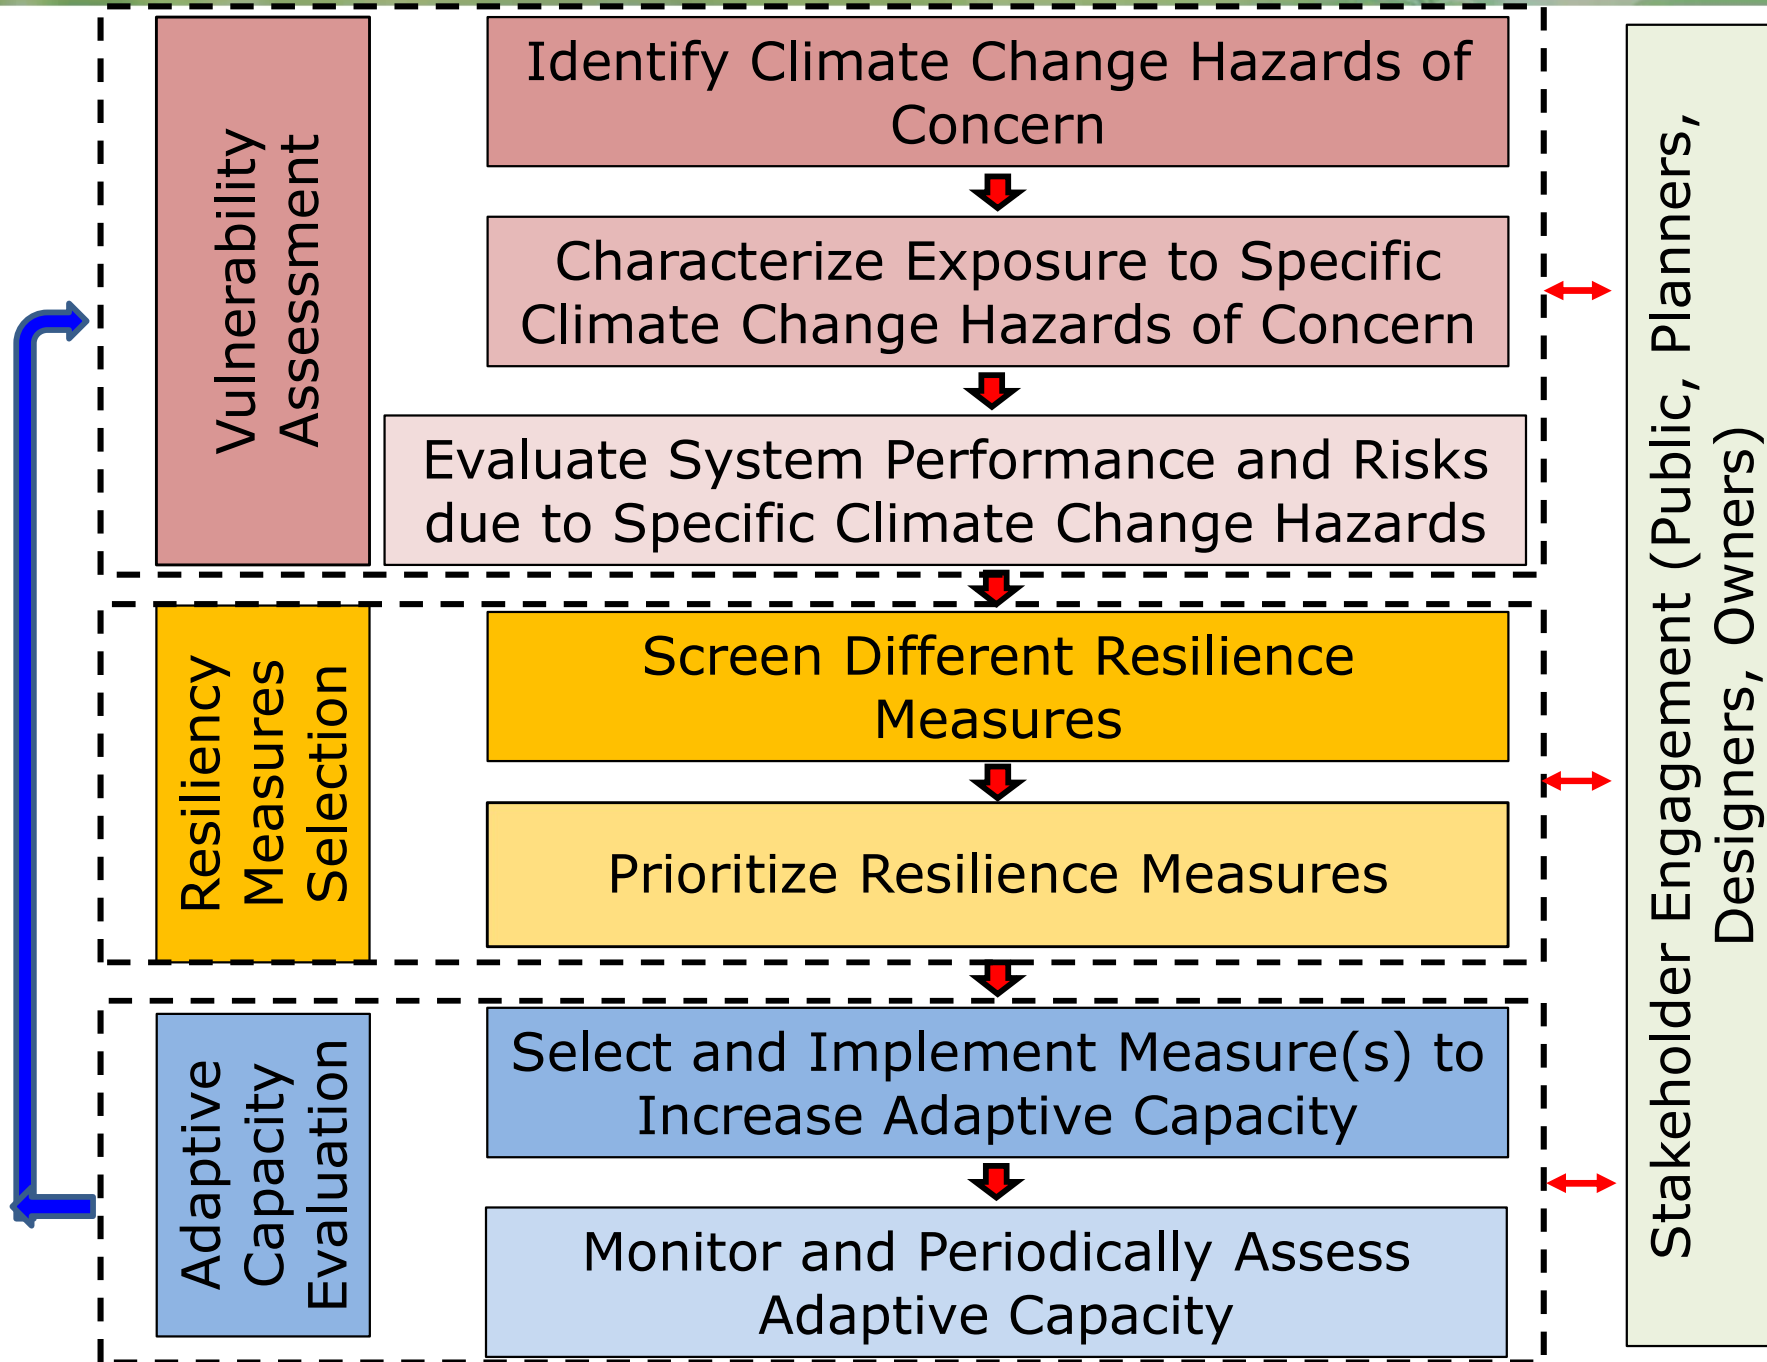 Vulnerability
Assessment
Identify Climate Change Hazards of
Concern
Characterize Exposure to Specific
Climate Change Hazards of Concern
Evaluate System Performance and Risks
due to Specific Climate Change Hazards
Resiliency
Measures
Selection
Screen Different Resilience
Measures
Prioritize Resilience Measures
Adaptive
Capacity
Evaluation
Select and Implement Measure(s) to
Increase Adaptive Capacity
Monitor and Periodically Assess
Adaptive Capacity
Stakeholder Engagement (Public, Planners,
Designers, Owners)